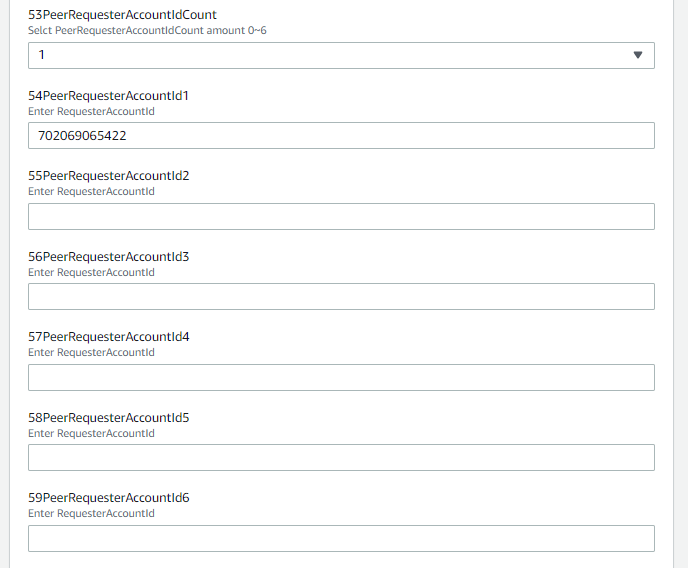 53PeerRequesterAccountIdCount
Selct PeerRequesterAccountIdCount amount 0~6
1
54PeerRequesterAccountId1
Enter RequesterAccountId
702069065422
55PeerRequesterAccountId2
Enter RequesterAccountId
56PeerRequesterAccountId3
Enter RequesterAccountId
57PeerRequesterAccountId4
Enter RequesterAccountId
58PeerRequesterAccountId5
Enter RequesterAccountId
59PeerRequesterAccountId6
Enter RequesterAccountId